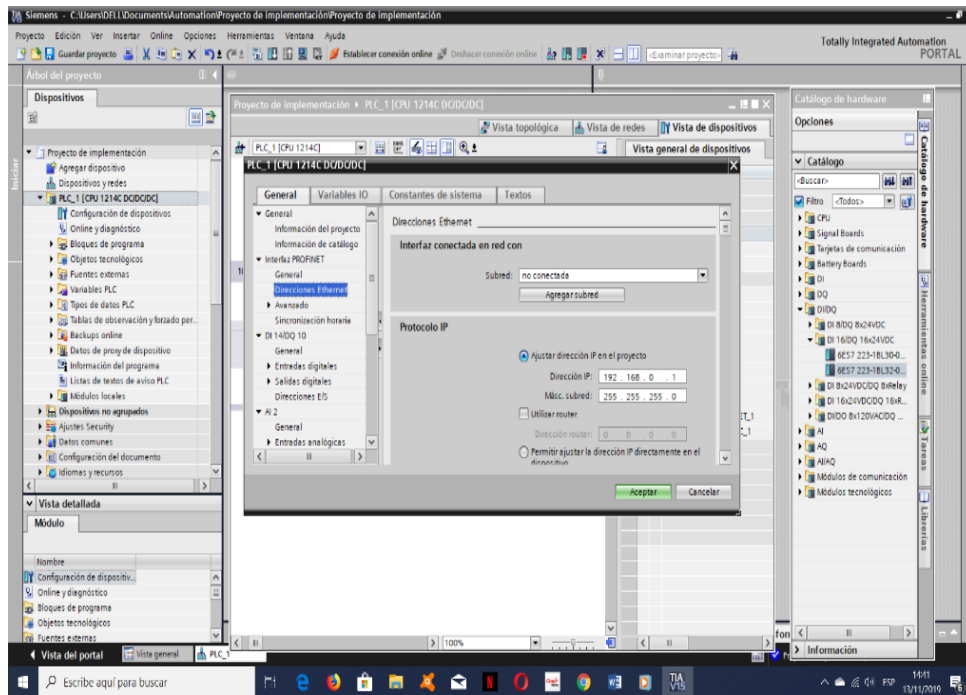 Siemens - C:\Users\DELL\Documents\Automation\Proyecto de implementación\Proyecto de implementación
Proyecto Edición Ver Insertar Online Opciones Herramientas Ventana Ayuda
Guardar proyecto
Establecer conexión online
Deshacer conexión online
<Examinar proyecto>
Totally Integrated Automation
PORTAL
Árbol del proyecto
Dispositivos
Iniciar
Proyecto de implementación
Agregar dispositivo
Dispositivos y redes
PLC_1 [CPU 1214C DC/DC/DC]
Configuración de dispositivos
Online y diagnóstico
Bloques de programa
Objetos tecnológicos
Fuentes externas
Variables PLC
Tipos de datos PLC
Tablas de observación y forzado per...
Backups online
Datos de proxy de dispositivo
Información del programa
Listas de textos de aviso PLC
Módulos locales
Dispositivos no agrupados
Ajustes Security
Datos comunes
Configuración del documento
Idiomas y recursos
Vista detallada
Módulo
Nombre
Configuración de dispositiv...
Online y diagnóstico
Bloques de programa
Objetos tecnológicos
Fuentes externas
Proyecto de implementación PLC_1 [CPU 1214C DC/DC/DC]
Vista topológica
Vista de redes
Vista de dispositivos
PLC_1 [CPU 1214C]
Vista general de dispositivos
PLC_1 [CPU 1214C DC/DC/DC]
General
Variables IO
Constantes de sistema
Textos
General
Información del proyecto
Información de catálogo
Interfaz PROFINET
General
Direcciones Ethernet
Avanzado
Sincronización horaria
DI 14/DQ 10
General
Entradas digitales
Salidas digitales
Direcciones E/S
AI 2
General
Entradas analógicas
Direcciones Ethernet
Interfaz conectada en red con
Subred: no conectada
Agregar subred
Protocolo IP
Ajustar dirección IP en el proyecto
Dirección IP: 192 . 168 . 0 . 1
Másc. subred: 255 . 255 . 255 . 0
Utilizar router
Dirección router: 0 . 0 . 0 . 0
Permitir ajustar la dirección IP directamente en el
dispositivo
Aceptar
Cancelar
100%
Catálogo de hardware
Opciones
Catálogo
<Buscar>
Filtro <Todos>
CPU
Signal Boards
Tarjetas de comunicación
Battery Boards
DI
DQ
DI/DQ
DI 8/DQ 8x24VDC
DI 16/DQ 16x24VDC
6ES7 223-1BL30-0...
6ES7 223-1BL32-0...
DI 8x24VDC/DQ 8xRelay
DI 16x24VDC/DQ 16xR...
DI/DO 8x120VAC/DQ ...
AI
AQ
AI/AQ
Módulos de comunicación
Módulos tecnológicos
Información
Catálogo de hardware
Herramientas online
Tareas
Librerías
Vista del portal
Vista general
PLC_1
Escribe aquí para buscar
TIA
V15
ESP
14:41
13/11/2019